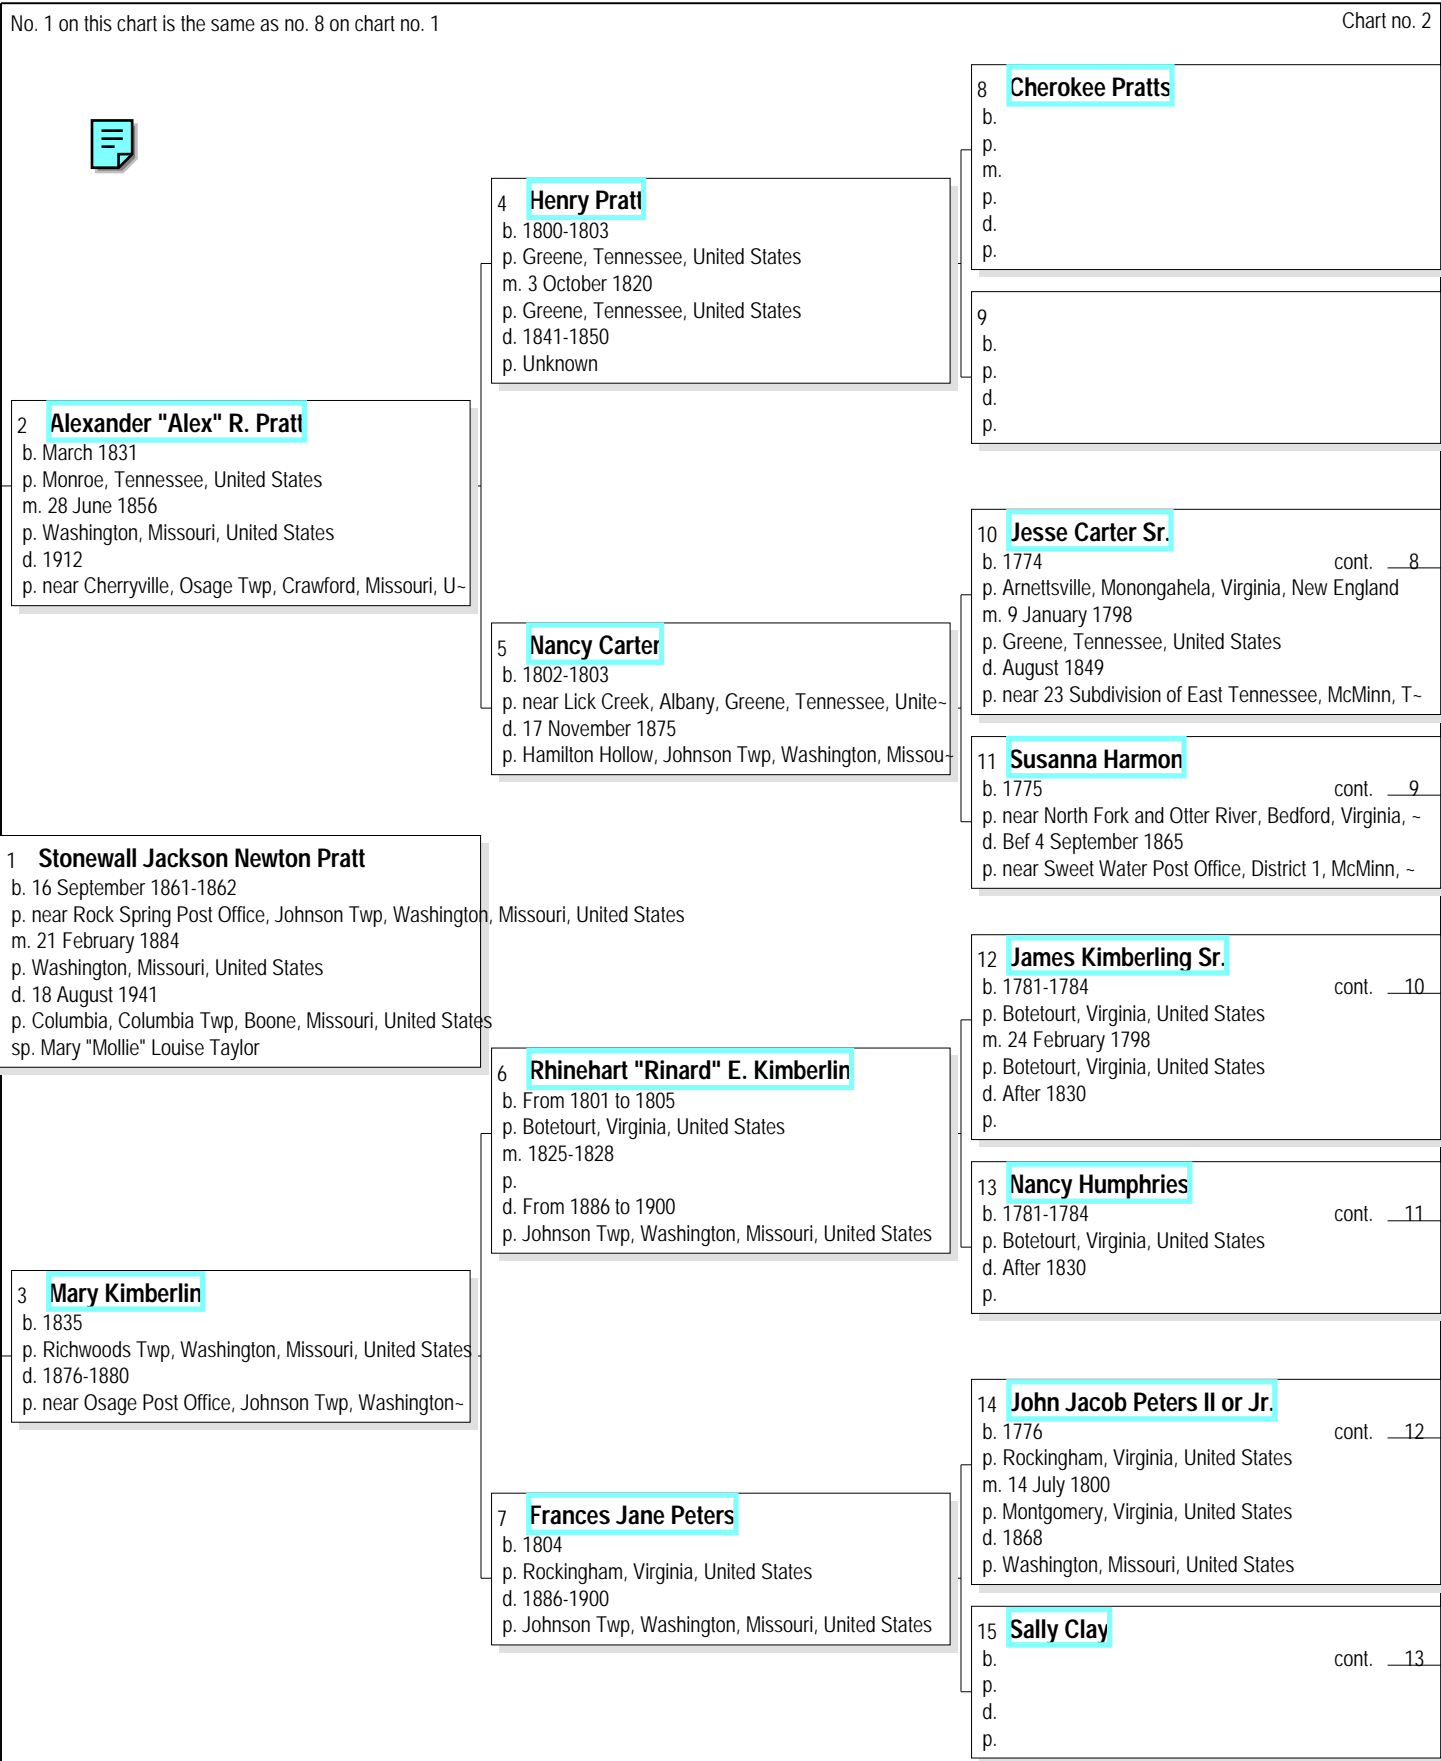 No. 1 on this chart is the same as no. 8 on chart no. 1
Chart no. 2
8 Cherokee Pratts
b.
p.
m.
p.
d.
p.
4 Henry Pratt
b. 1800-1803
p. Greene, Tennessee, United States
m. 3 October 1820
p. Greene, Tennessee, United States
d. 1841-1850
p. Unknown
9
b.
p.
d.
p.
2 Alexander "Alex" R. Pratt
b. March 1831
p. Monroe, Tennessee, United States
m. 28 June 1856
p. Washington, Missouri, United States
d. 1912
p. near Cherryville, Osage Twp, Crawford, Missouri, U~
10 Jesse Carter Sr.
b. 1774 cont. 8
p. Arnettsville, Monongahela, Virginia, New England
m. 9 January 1798
p. Greene, Tennessee, United States
d. August 1849
p. near 23 Subdivision of East Tennessee, McMinn, T~
5 Nancy Carter
b. 1802-1803
p. near Lick Creek, Albany, Greene, Tennessee, Unite~
d. 17 November 1875
p. Hamilton Hollow, Johnson Twp, Washington, Missou~
11 Susanna Harmon
b. 1775 cont. 9
p. near North Fork and Otter River, Bedford, Virginia, ~
d. Bef 4 September 1865
p. near Sweet Water Post Office, District 1, McMinn, ~
1 Stonewall Jackson Newton Pratt
b. 16 September 1861-1862
p. near Rock Spring Post Office, Johnson Twp, Washington, Missouri, United States
m. 21 February 1884
p. Washington, Missouri, United States
d. 18 August 1941
p. Columbia, Columbia Twp, Boone, Missouri, United States
sp. Mary "Mollie" Louise Taylor
12 James Kimberling Sr.
b. 1781-1784 cont. 10
p. Botetourt, Virginia, United States
m. 24 February 1798
p. Botetourt, Virginia, United States
d. After 1830
p.
6 Rhinehart "Rinard" E. Kimberlin
b. From 1801 to 1805
p. Botetourt, Virginia, United States
m. 1825-1828
p.
d. From 1886 to 1900
p. Johnson Twp, Washington, Missouri, United States
13 Nancy Humphries
b. 1781-1784 cont. 11
p. Botetourt, Virginia, United States
d. After 1830
p.
3 Mary Kimberlin
b. 1835
p. Richwoods Twp, Washington, Missouri, United States
d. 1876-1880
p. near Osage Post Office, Johnson Twp, Washington~
14 John Jacob Peters II or Jr.
b. 1776 cont. 12
p. Rockingham, Virginia, United States
m. 14 July 1800
p. Montgomery, Virginia, United States
d. 1868
p. Washington, Missouri, United States
7 Frances Jane Peters
b. 1804
p. Rockingham, Virginia, United States
d. 1886-1900
p. Johnson Twp, Washington, Missouri, United States
15 Sally Clay
b. cont. 13
p.
d.
p.